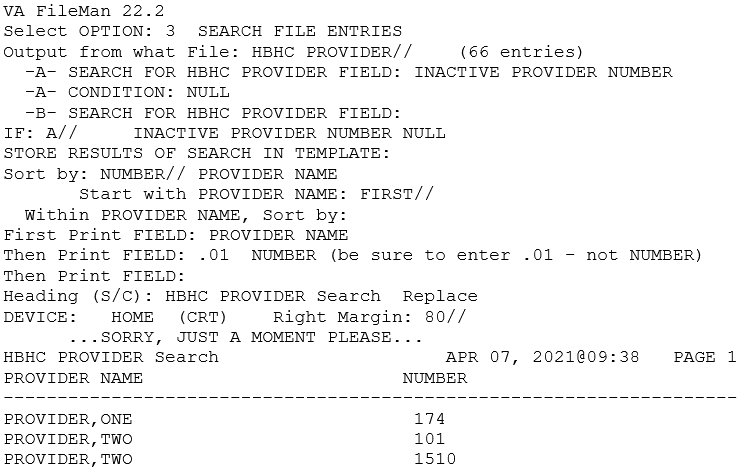 VA FileMan 22.2
Select OPTION: 3  SEARCH FILE ENTRIES
Output from what File: HBHC PROVIDER//    (66 entries)
  -A- SEARCH FOR HBHC PROVIDER FIELD: INACTIVE PROVIDER NUMBER
  -A- CONDITION: NULL
  -B- SEARCH FOR HBHC PROVIDER FIELD:
IF: A//     INACTIVE PROVIDER NUMBER NULL
STORE RESULTS OF SEARCH IN TEMPLATE:
Sort by: NUMBER// PROVIDER NAME
       Start with PROVIDER NAME: FIRST//
  Within PROVIDER NAME, Sort by:
First Print FIELD: PROVIDER NAME
Then Print FIELD: .01  NUMBER (be sure to enter .01 - not NUMBER)
Then Print FIELD:
Heading (S/C): HBHC PROVIDER Search  Replace
DEVICE:   HOME  (CRT)    Right Margin: 80//
      ...SORRY, JUST A MOMENT PLEASE...
HBHC PROVIDER Search                     APR 07, 2021@09:38   PAGE 1
PROVIDER NAME                        NUMBER
--------------------------------------------------------------------
PROVIDER,ONE                          174
PROVIDER,TWO                          101
PROVIDER,TWO                          1510